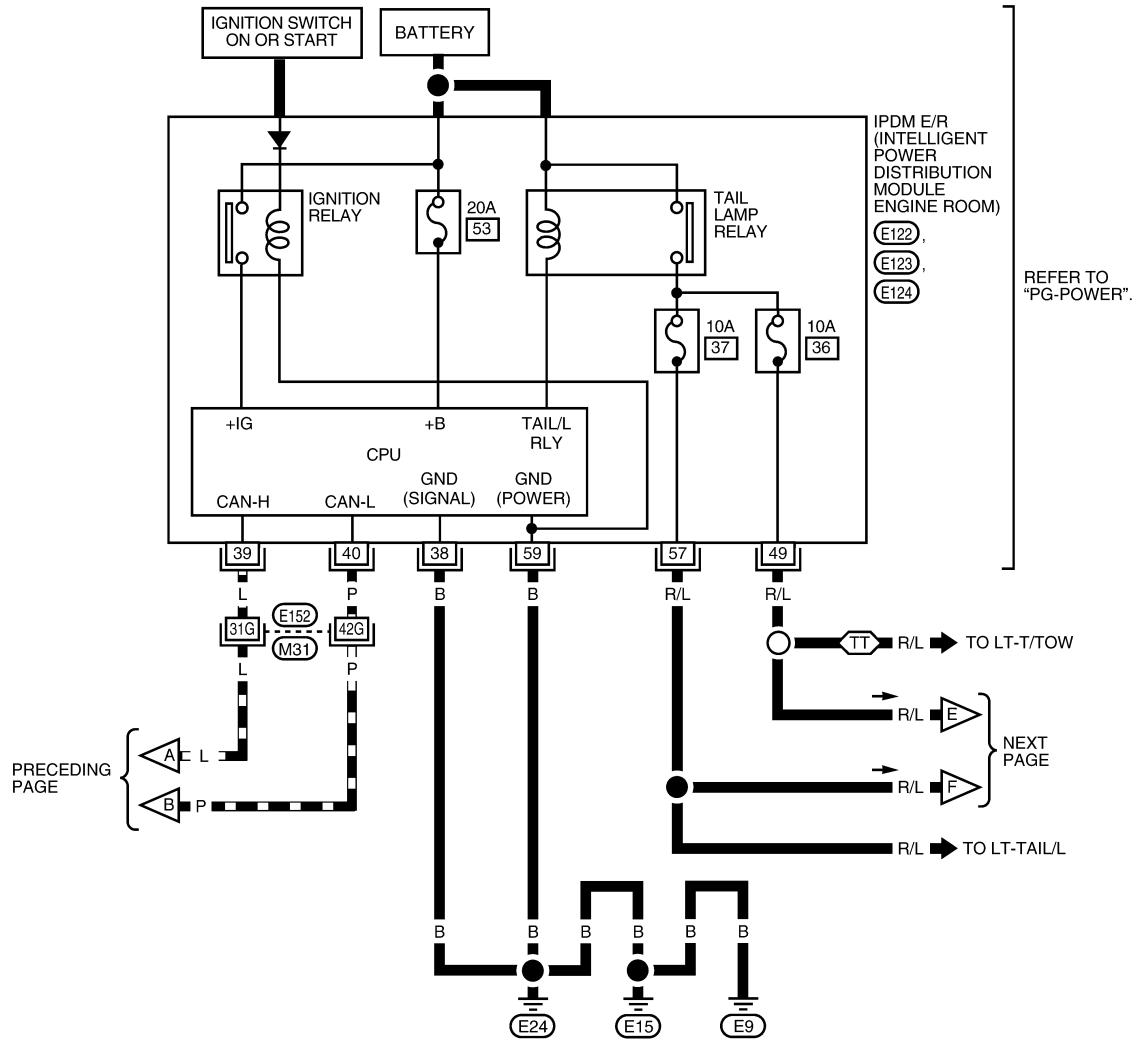 IGNITION SWITCH
ON OR START
BATTERY
IPDM E/R
(INTELLIGENT
POWER
DISTRIBUTION
MODULE
ENGINE ROOM)
E122 ,
E123 ,
E124
REFER TO
“PG-POWER”.
IGNITION
RELAY
20A
53
TAIL
LAMP
RELAY
10A
37
10A
36
+IG
+B
TAIL/L
RLY
CPU
GND
(SIGNAL)
GND
(POWER)
CAN-H
CAN-L
39
40
38
59
57
49
L
P
B
B
R/L
R/L
31G
E152
M31
42G
L
P
TT
R/L
TO LT-T/TOW
R/L
E
NEXT
PAGE
R/L
F
R/L
TO LT-TAIL/L
PRECEDING
PAGE
A
L
B
P
B
B
B
B
B
B
E24
E15
E9